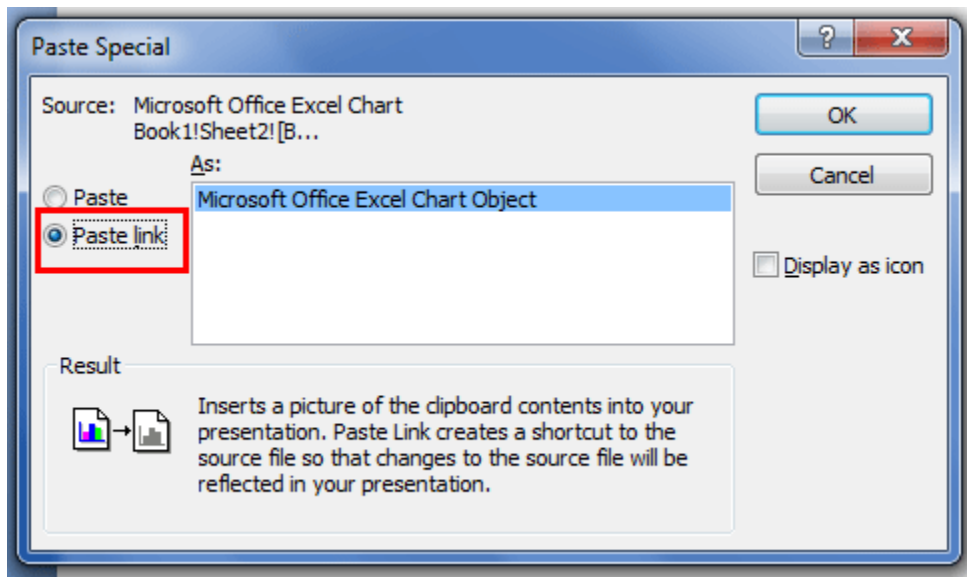 Paste Special
Source: Microsoft Office Excel Chart
Book1!Sheet2![B...
As:
Paste
Paste link
Microsoft Office Excel Chart Object
OK
Cancel
Display as icon
Result
Inserts a picture of the clipboard contents into your
presentation. Paste Link creates a shortcut to the
source file so that changes to the source file will be
reflected in your presentation.